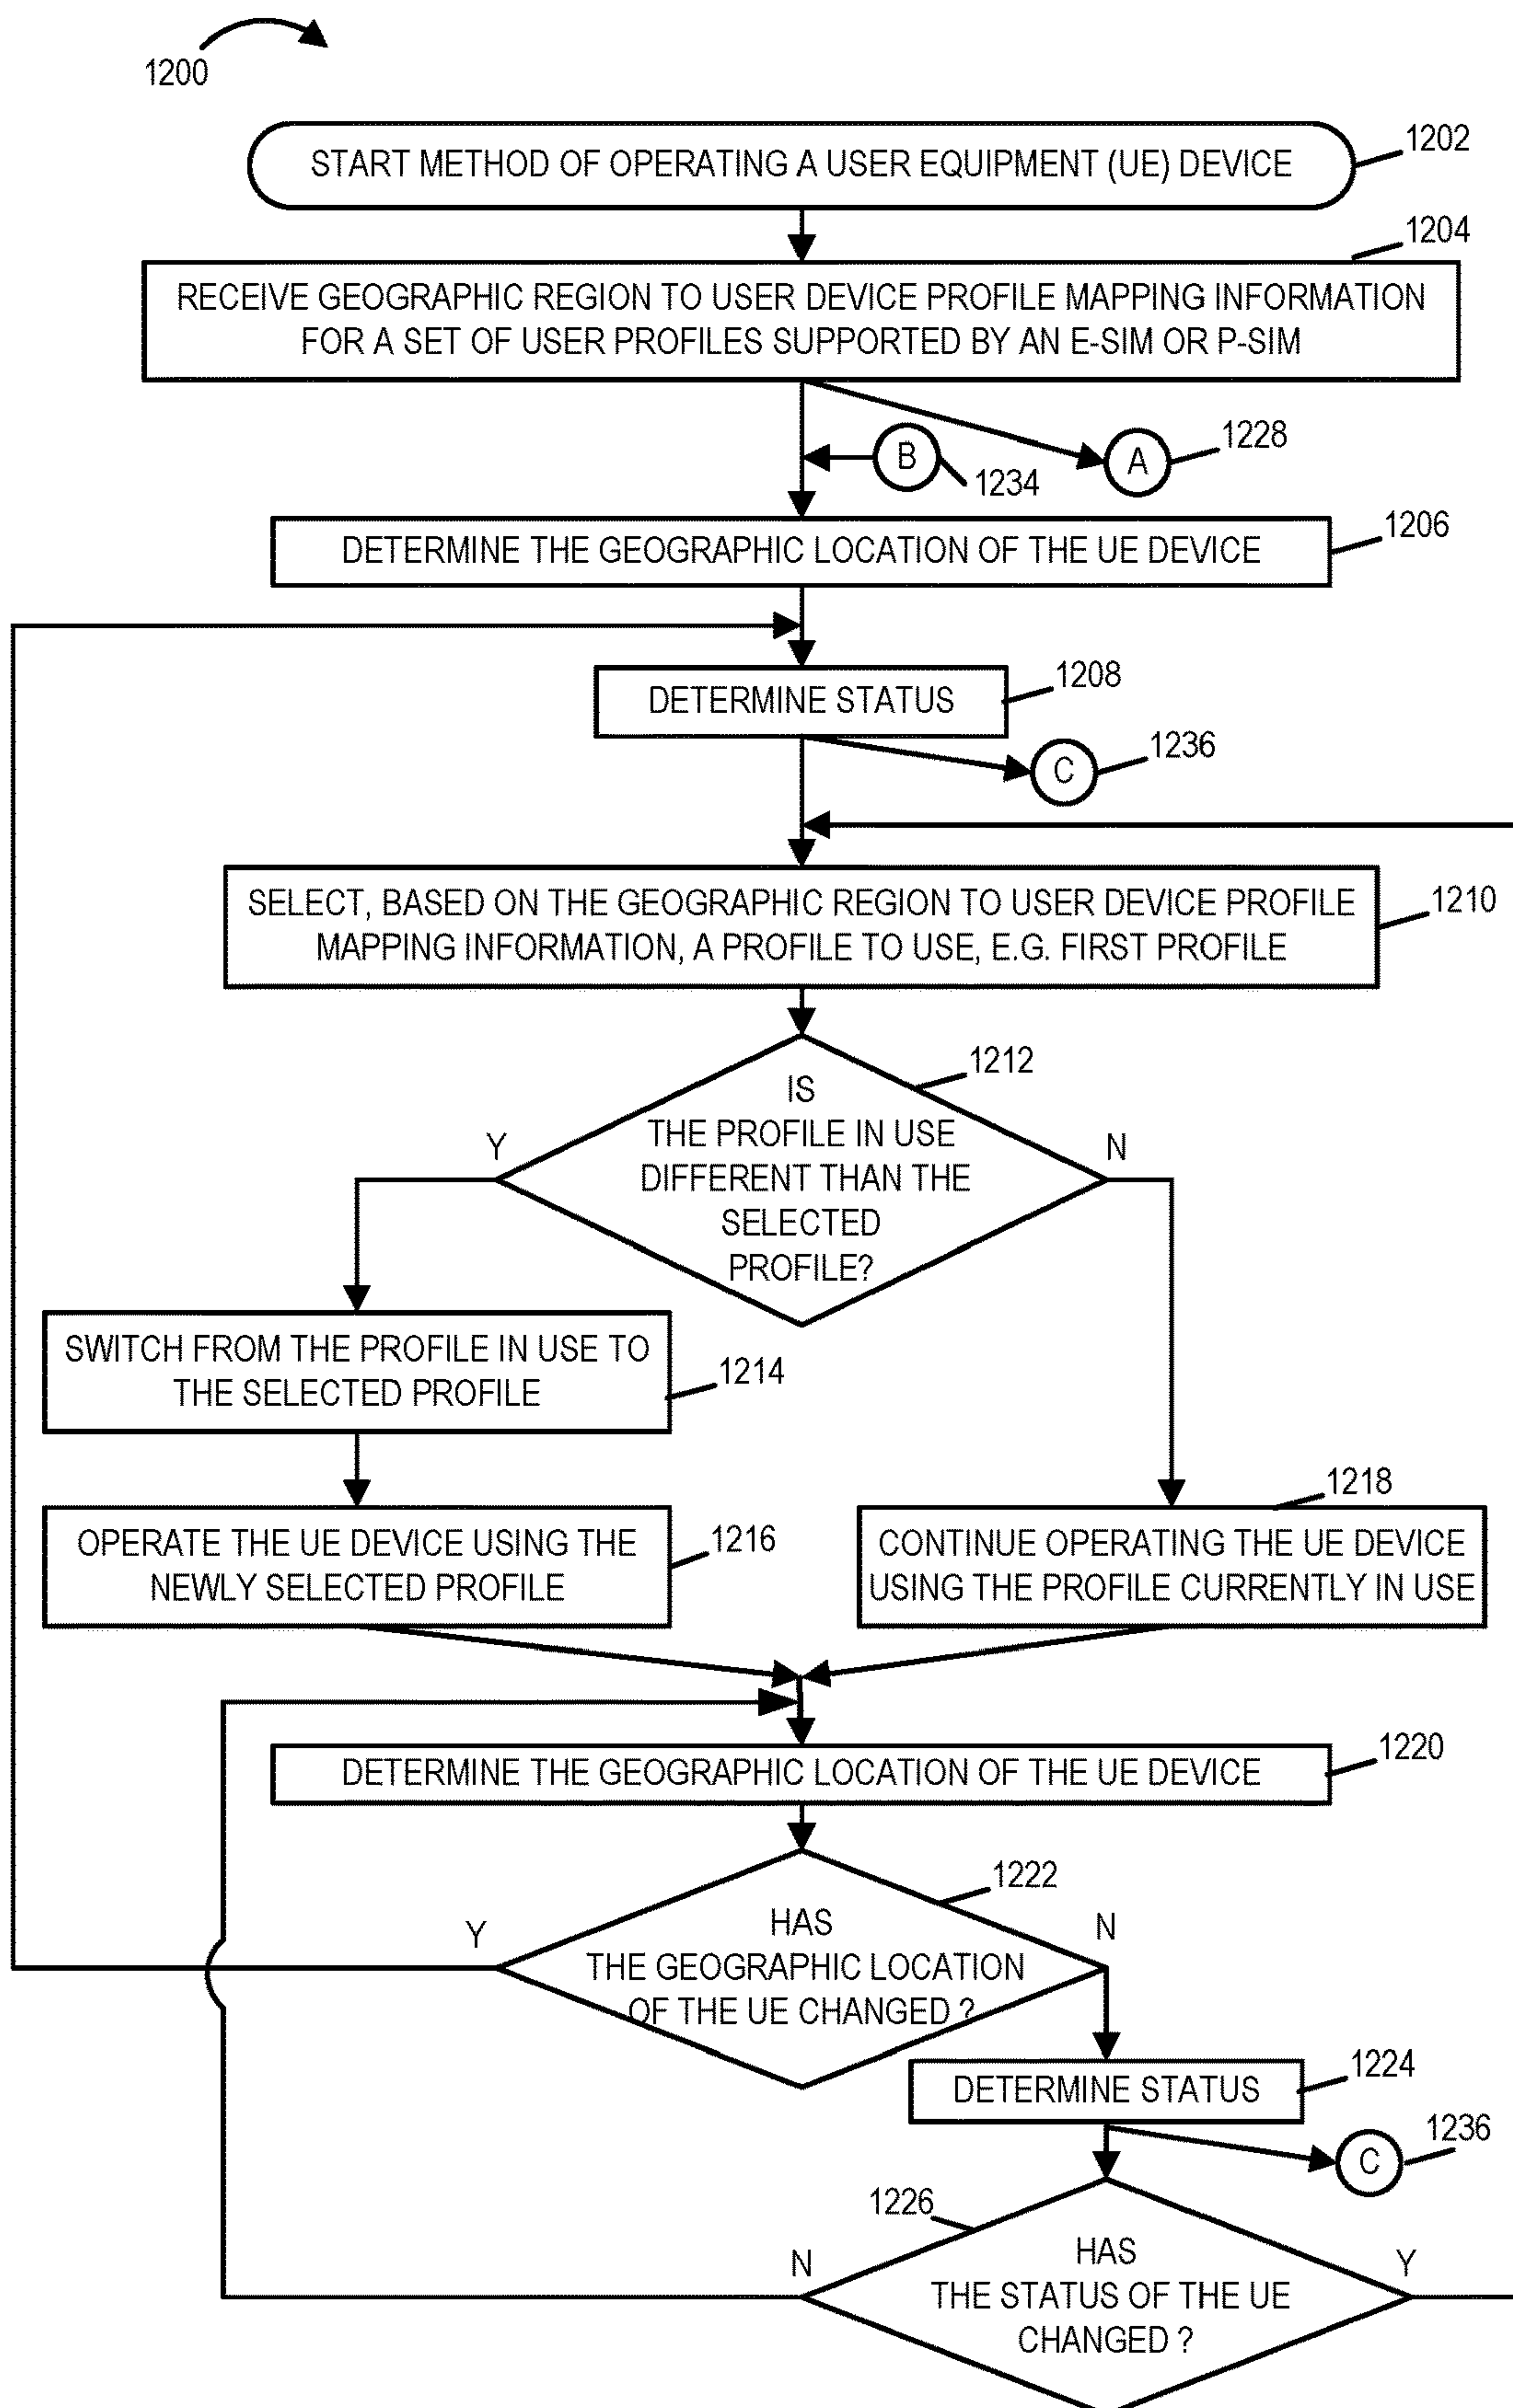 1200
START METHOD OF OPERATING A USER EQUIPMENT (UE) DEVICE
1202
1204
RECEIVE GEOGRAPHIC REGION TO USER DEVICE PROFILE MAPPING INFORMATION
FOR A SET OF USER PROFILES SUPPORTED BY AN E-SIM OR P-SIM
B
1234
A
1228
DETERMINE THE GEOGRAPHIC LOCATION OF THE UE DEVICE
1206
DETERMINE STATUS
1208
C
1236
SELECT, BASED ON THE GEOGRAPHIC REGION TO USER DEVICE PROFILE
MAPPING INFORMATION, A PROFILE TO USE, E.G. FIRST PROFILE
1210
1212
IS
THE PROFILE IN USE
DIFFERENT THAN THE
SELECTED
PROFILE?
Y
N
SWITCH FROM THE PROFILE IN USE TO
THE SELECTED PROFILE
1214
OPERATE THE UE DEVICE USING THE
NEWLY SELECTED PROFILE
1216
1218
CONTINUE OPERATING THE UE DEVICE
USING THE PROFILE CURRENTLY IN USE
DETERMINE THE GEOGRAPHIC LOCATION OF THE UE DEVICE
1220
1222
HAS
THE GEOGRAPHIC LOCATION
OF THE UE CHANGED ?
Y
N
DETERMINE STATUS
1224
C
1236
1226
HAS
THE STATUS OF THE UE
CHANGED ?
N
Y